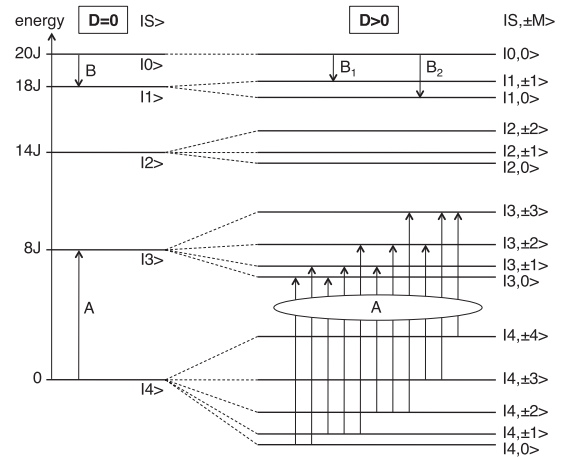 energy D=0 IS> D>0 IS,±M>
20J I0> B B₁ B₂ I0,0>
18J I1> I1,±1>
I1,0>
14J I2> I2,±2>
I2,±1>
I2,0>
8J I3> I3,±3>
I3,±2>
I3,±1>
I3,0>
A A
0 I4> I4,±4>
I4,±3>
I4,±2>
I4,±1>
I4,0>